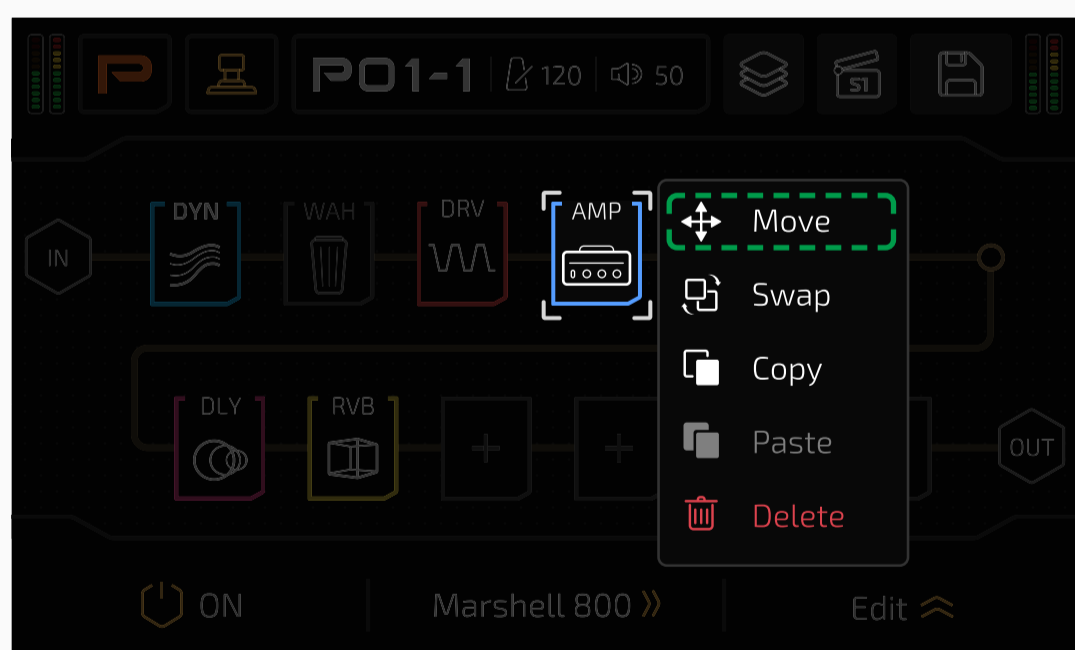 P01-1 120 50 S1
IN DYN WAH DRV AMP
Move
Swap
Copy
Paste
Delete
DLY RVB + +
OUT
ON Marshell 800 Edit